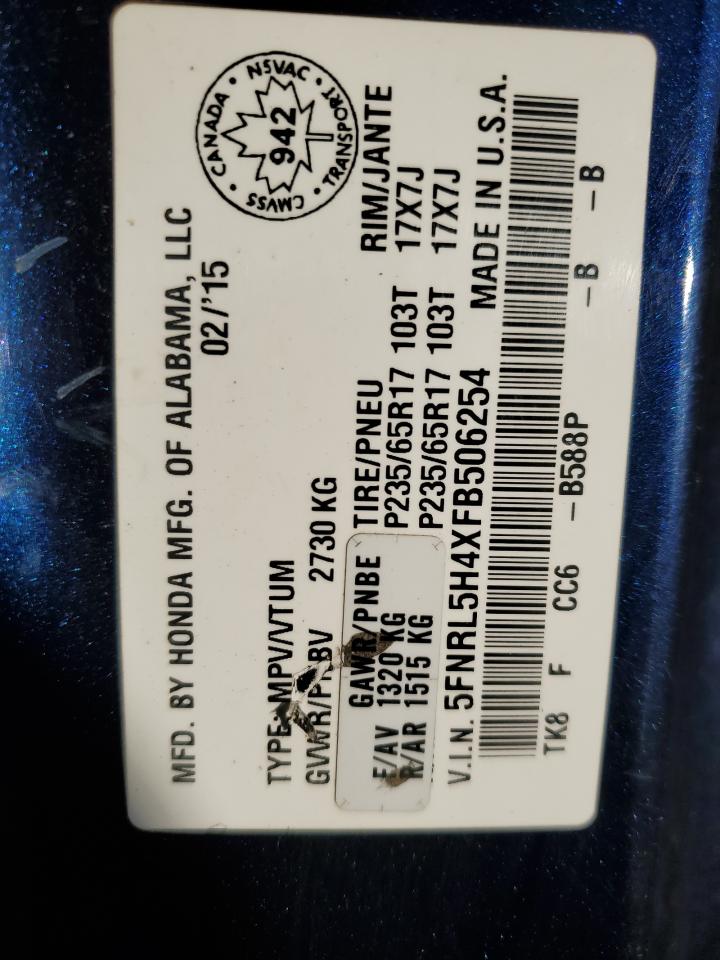 MFD. BY HONDA MFG. OF ALABAMA, LLC
02/'15
CANADA • NSVAC • TRANSPORT • CMVSS •
942
TYPE: MPV/VTUM
GVWR/PNBV 2730 KG
GAWR/PNBE TIRE/PNEU RIM/JANTE
F/AV 1320 KG P235/65R17 103T 17X7J
R/AR 1515 KG P235/65R17 103T 17X7J
V.I.N. 5FNRL5H4XFB506254 MADE IN U.S.A.
TK8 F CC6 –B588P –B –B